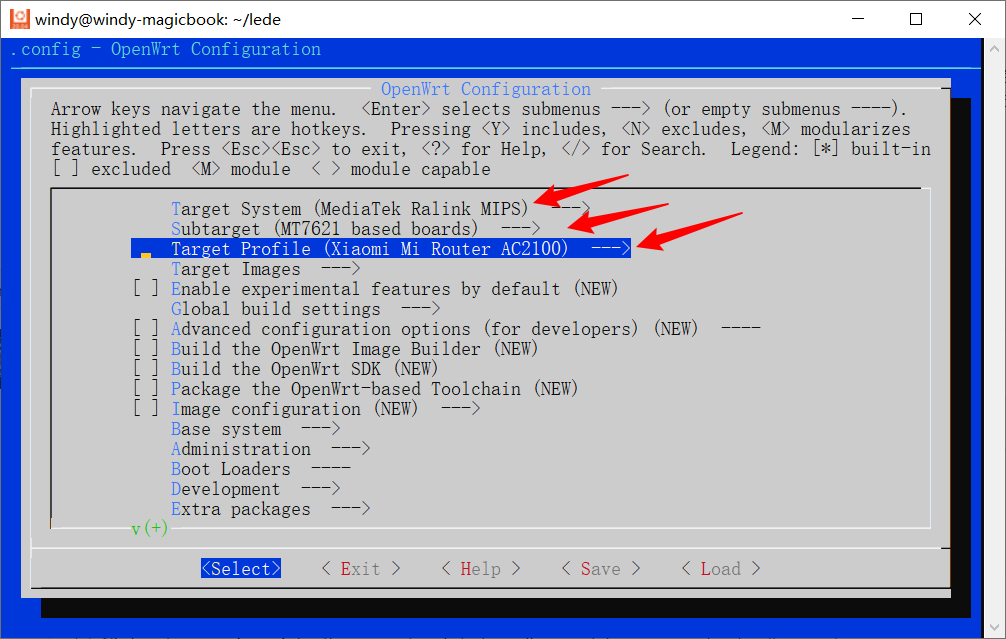 windy@windy-magicbook: ~/lede
.config - OpenWrt Configuration
OpenWrt Configuration
Arrow keys navigate the menu.  <Enter> selects submenus ---> (or empty submenus ----).
Highlighted letters are hotkeys.  Pressing <Y> includes, <N> excludes, <M> modularizes
features.  Press <Esc><Esc> to exit, <?> for Help, </> for Search.  Legend: [*] built-in
[ ] excluded  <M> module  < > module capable
Target System (MediaTek Ralink MIPS)  --->
Subtarget (MT7621 based boards)  --->
Target Profile (Xiaomi Mi Router AC2100)  --->
Target Images  --->
[ ] Enable experimental features by default (NEW)
Global build settings  --->
[ ] Advanced configuration options (for developers) (NEW)  ----
[ ] Build the OpenWrt Image Builder (NEW)
[ ] Build the OpenWrt SDK (NEW)
[ ] Package the OpenWrt-based Toolchain (NEW)
[ ] Image configuration (NEW)  --->
Base system  --->
Administration  --->
Boot Loaders  ----
Development  --->
Extra packages  --->
v(+)
<Select>    < Exit >    < Help >    < Save >    < Load >